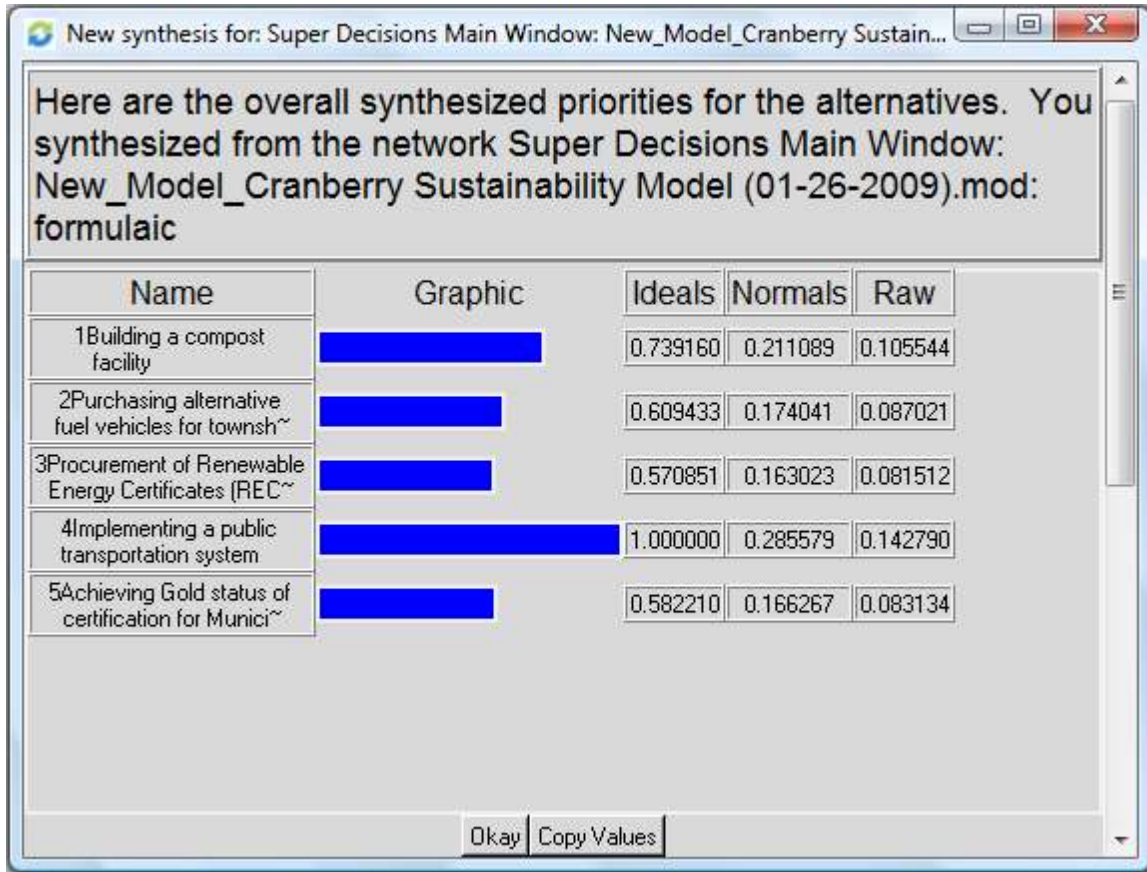 New synthesis for: Super Decisions Main Window: New_Model_Cranberry Sustain...
Here are the overall synthesized priorities for the alternatives. You
synthesized from the network Super Decisions Main Window:
New_Model_Cranberry Sustainability Model (01-26-2009).mod:
formulaic
Name Graphic Ideals Normals Raw
1Building a compost
facility
0.739160 0.211089 0.105544
2Purchasing alternative
fuel vehicles for townsh~
0.609433 0.174041 0.087021
3Procurement of Renewable
Energy Certificates (REC~
0.570851 0.163023 0.081512
4Implementing a public
transportation system
1.000000 0.285579 0.142790
5Achieving Gold status of
certification for Munici~
0.582210 0.166267 0.083134
Okay Copy Values